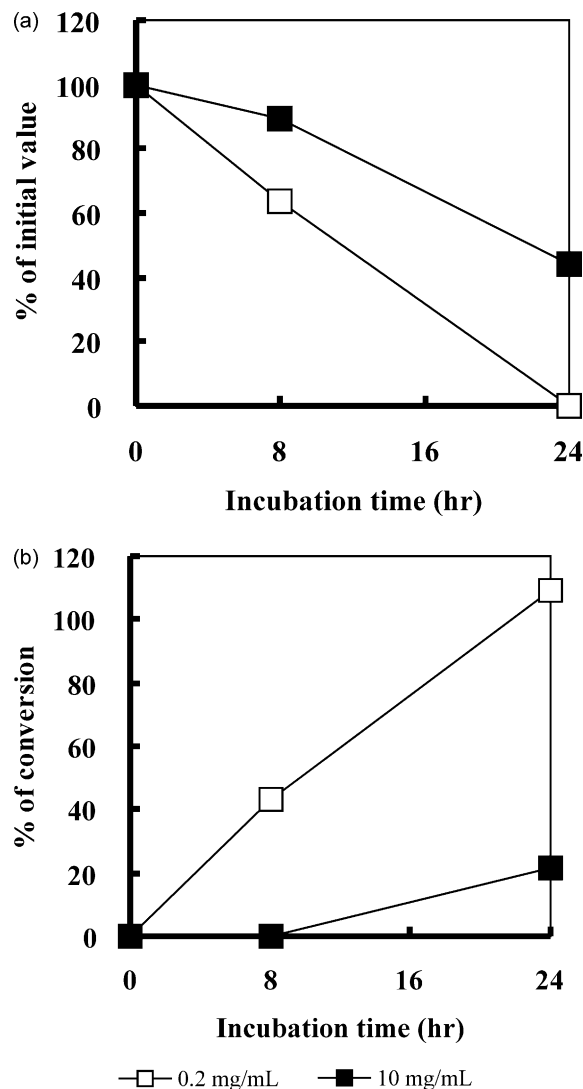 (a)
120
100
80
60
40
20
0
% of initial value
0 8 16 24
Incubation time (hr)
(b)
120
100
80
60
40
20
0
% of conversion
0 8 16 24
Incubation time (hr)
0.2 mg/mL 10 mg/mL